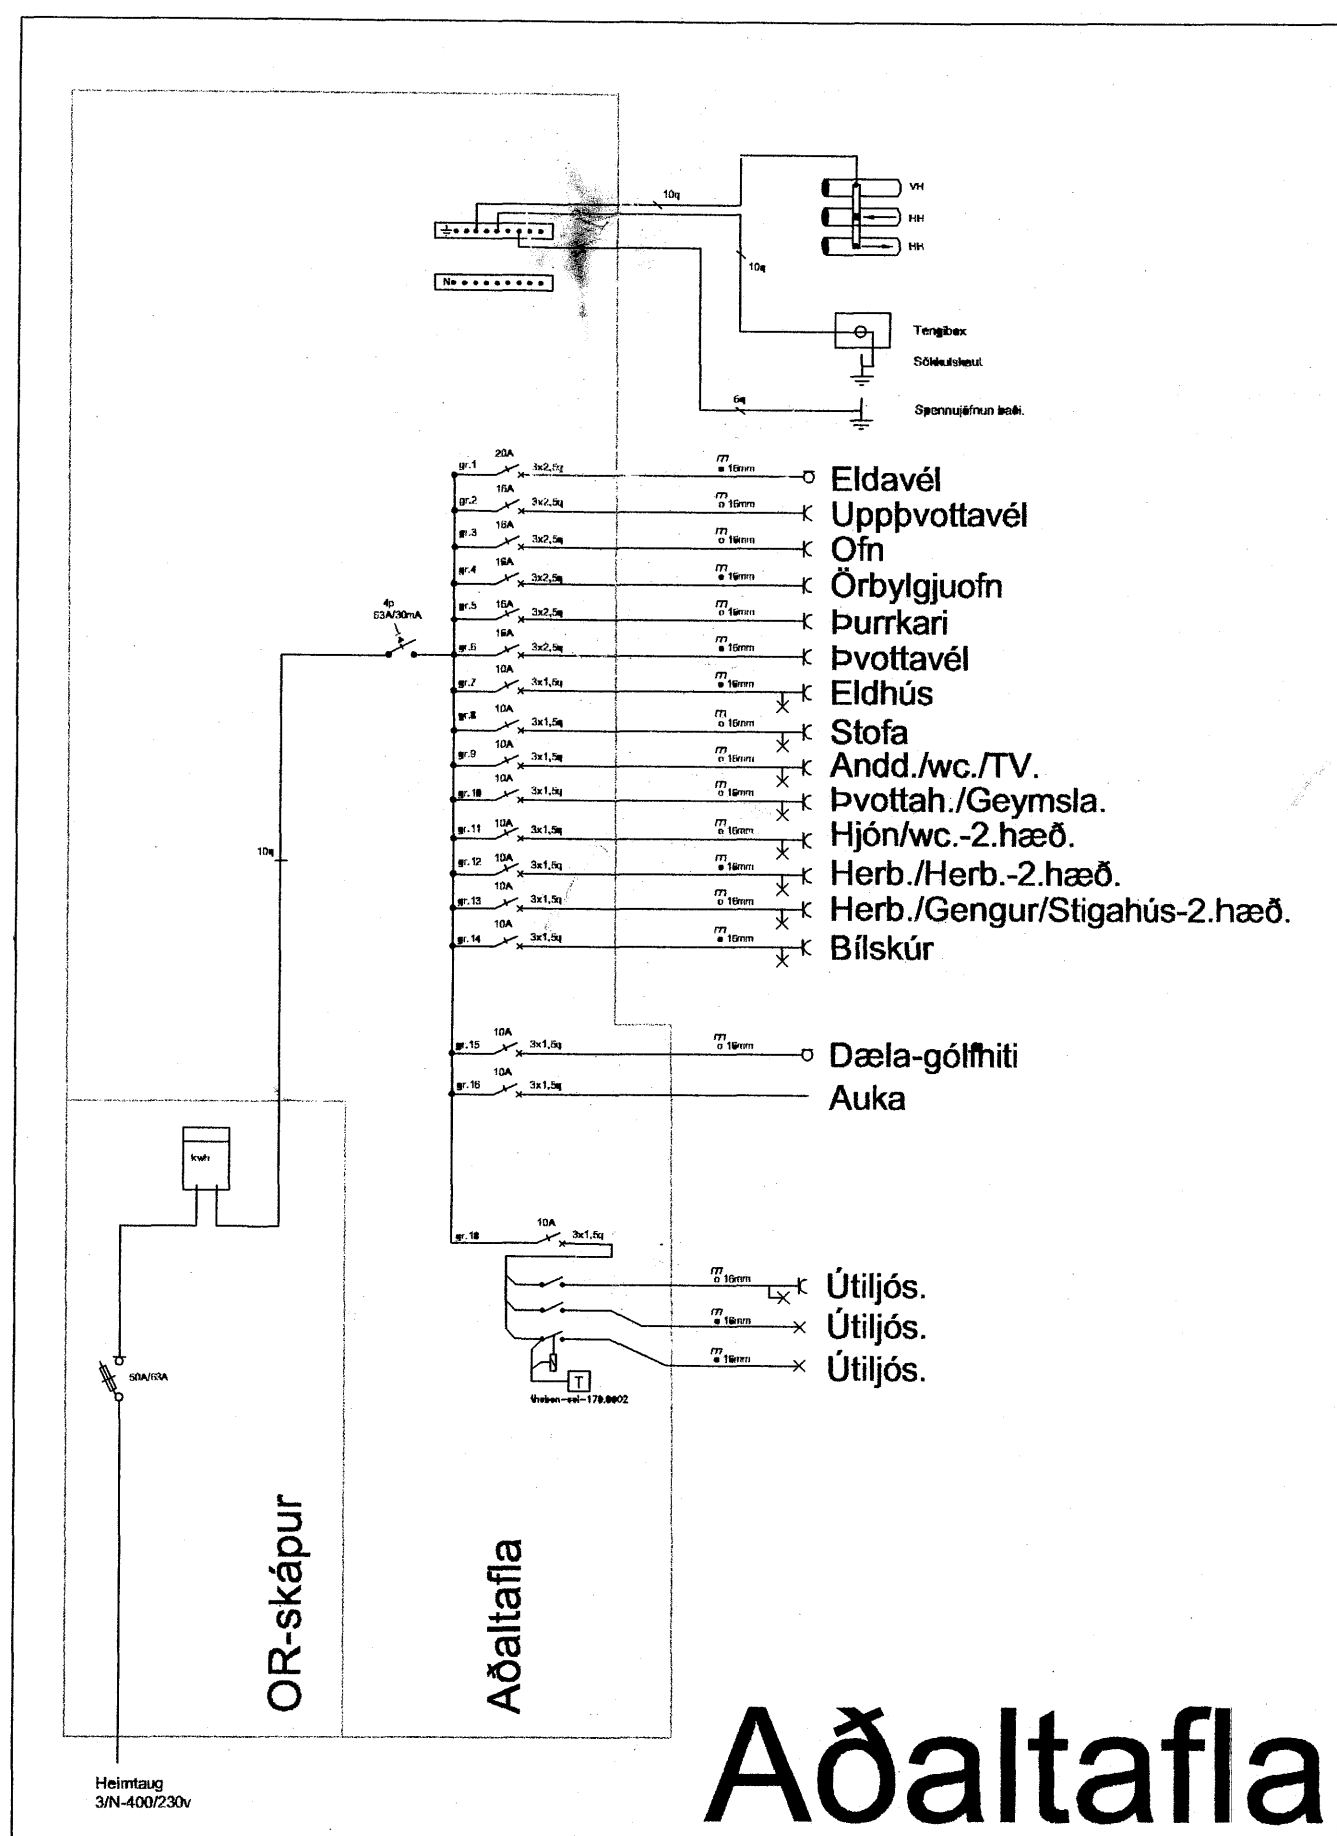 10q
VH
HH
HH
10q
N
Tengibox
Sökkulskaut
6q
Spennujöfnun baði.
gr.1 20A 3x2,5q m 16mm Eldavél
gr.2 16A 3x2,5q m 16mm Uppþvottavél
gr.3 16A 3x2,5q m 16mm Ofn
gr.4 16A 3x2,5q m 16mm Örbylgjuofn
gr.5 16A 3x2,5q m 16mm Þurrkari
4p
63A/30mA
gr.6 16A 3x2,5q m 16mm Þvottavél
gr.7 10A 3x1,5q m 16mm Eldhús
gr.8 10A 3x1,5q m 16mm Stofa
gr.9 10A 3x1,5q m 16mm Andd./wc./TV.
gr.10 10A 3x1,5q m 16mm Þvottah./Geymsla.
gr.11 10A 3x1,5q m 16mm Hjón/wc.-2.hæð.
10q
gr.12 10A 3x1,5q m 16mm Herb./Herb.-2.hæð.
gr.13 10A 3x1,5q m 16mm Herb./Gengur/Stigahús-2.hæð.
gr.14 10A 3x1,5q m 16mm Bílskúr
gr.15 10A 3x1,5q m 16mm Dæla-gólfhiti
gr.16 10A 3x1,5q Auka
kwh
gr.18 10A 3x1,5q
m 16mm Útiljós.
m 16mm Útiljós.
m 16mm Útiljós.
50A/63A
T
OR-skápur
Aðaltafla
Heimtaug
3/N-400/230v
Aðaltafla